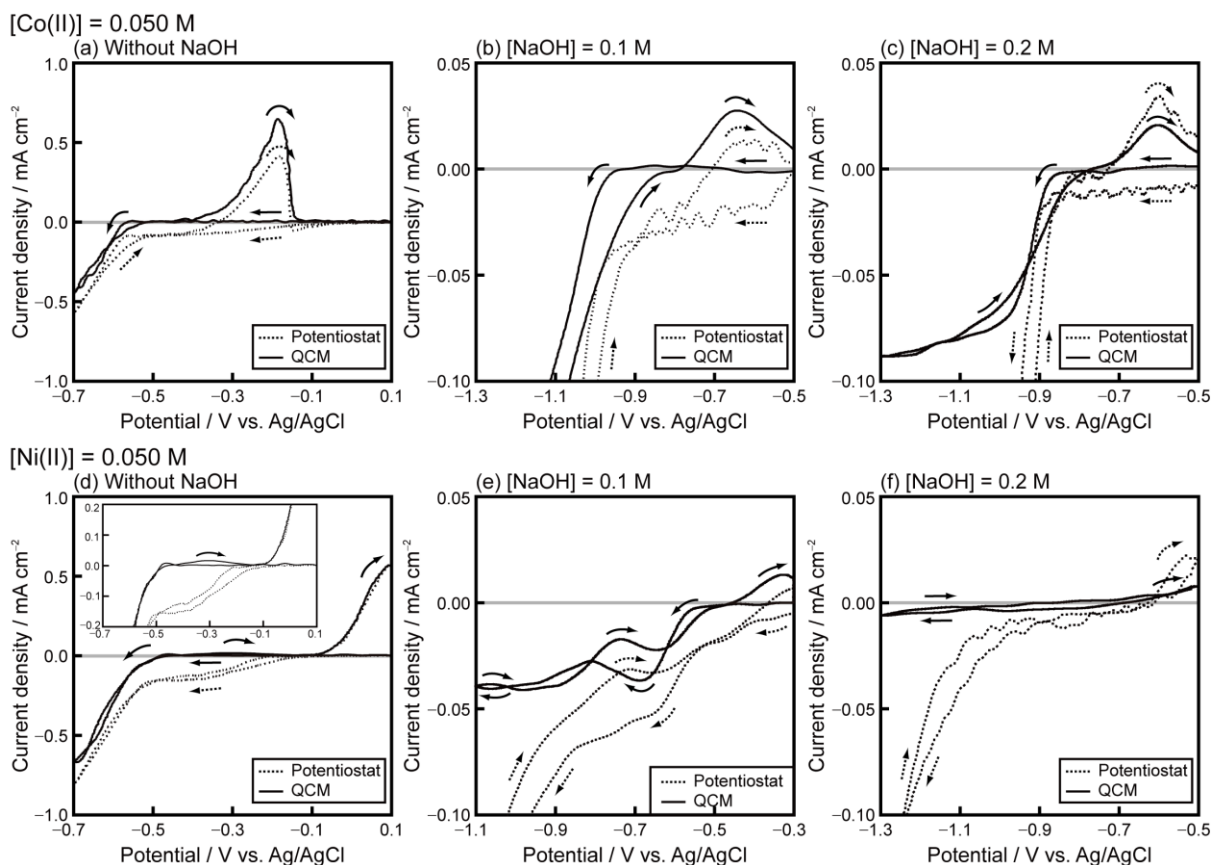 [Co(II)] = 0.050 M
(a) Without NaOH
(b) [NaOH] = 0.1 M
(c) [NaOH] = 0.2 M
Current density / mA cm⁻²
1.0
0.5
0.0
−0.5
−1.0
Potentiostat
QCM
−0.7
−0.5
−0.3
−0.1
0.1
Potential / V vs. Ag/AgCl
Current density / mA cm⁻²
0.05
0.00
−0.05
−0.10
Potentiostat
QCM
−1.1
−0.9
−0.7
−0.5
−1.3
Potential / V vs. Ag/AgCl
Current density / mA cm⁻²
0.05
0.00
−0.05
−0.10
Potentiostat
QCM
−1.3
−1.1
−0.9
−0.7
−0.5
Potential / V vs. Ag/AgCl
[Ni(II)] = 0.050 M
(d) Without NaOH
(e) [NaOH] = 0.1 M
(f) [NaOH] = 0.2 M
Current density / mA cm⁻²
1.0
0.5
0.0
−0.5
−1.0
0.2
0.1
0.0
−0.1
−0.2
−0.7
−0.5
−0.3
−0.1
0.1
Potentiostat
QCM
−0.7
−0.5
−0.3
−0.1
0.1
Potential / V vs. Ag/AgCl
Current density / mA cm⁻²
0.05
0.00
−0.05
−0.10
Potentiostat
QCM
−1.1
−0.9
−0.7
−0.5
−0.3
Potential / V vs. Ag/AgCl
Current density / mA cm⁻²
0.05
0.00
−0.05
−0.10
Potentiostat
QCM
−1.3
−1.1
−0.9
−0.7
−0.5
Potential / V vs. Ag/AgCl